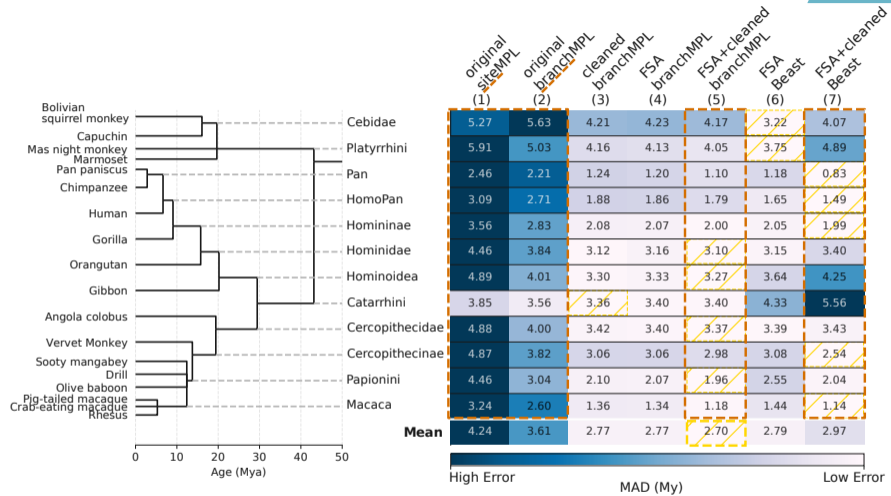 original
siteMPL
(1)
original
branchMPL
(2)
cleaned
branchMPL
(3)
FSA
branchMPL
(4)
FSA+cleaned
branchMPL
(5)
FSA
Beast
(6)
FSA+cleaned
Beast
(7)
Bolivian
squirrel monkey
Capuchin
Mas night monkey
Marmoset
Pan paniscus
Chimpanzee
Human
Gorilla
Orangutan
Gibbon
Angola colobus
Vervet Monkey
Sooty mangabey
Drill
Olive baboon
Pig-tailed macaque
Crab-eating macaque
Rhesus
0 10 20 30 40 50
Age (Mya)
Cebidae 5.27 5.63 4.21 4.23 4.17 3.22 4.07
Platyrrhini 5.91 5.03 4.16 4.13 4.05 3.75 4.89
Pan 2.46 2.21 1.24 1.20 1.10 1.18 0.83
HomoPan 3.09 2.71 1.88 1.86 1.79 1.65 1.49
Homininae 3.56 2.83 2.08 2.07 2.00 2.05 1.99
Hominidae 4.46 3.84 3.12 3.16 3.10 3.15 3.40
Hominoidea 4.89 4.01 3.30 3.33 3.27 3.64 4.25
Catarrhini 3.85 3.56 3.36 3.40 3.40 4.33 5.56
Cercopithecidae 4.88 4.00 3.42 3.40 3.37 3.39 3.43
Cercopithecinae 4.87 3.82 3.06 3.06 2.98 3.08 2.54
Papionini 4.46 3.04 2.10 2.07 1.96 2.55 2.04
Macaca 3.24 2.60 1.36 1.34 1.18 1.44 1.14
Mean 4.24 3.61 2.77 2.77 2.70 2.79 2.97
High Error
MAD (My)
Low Error